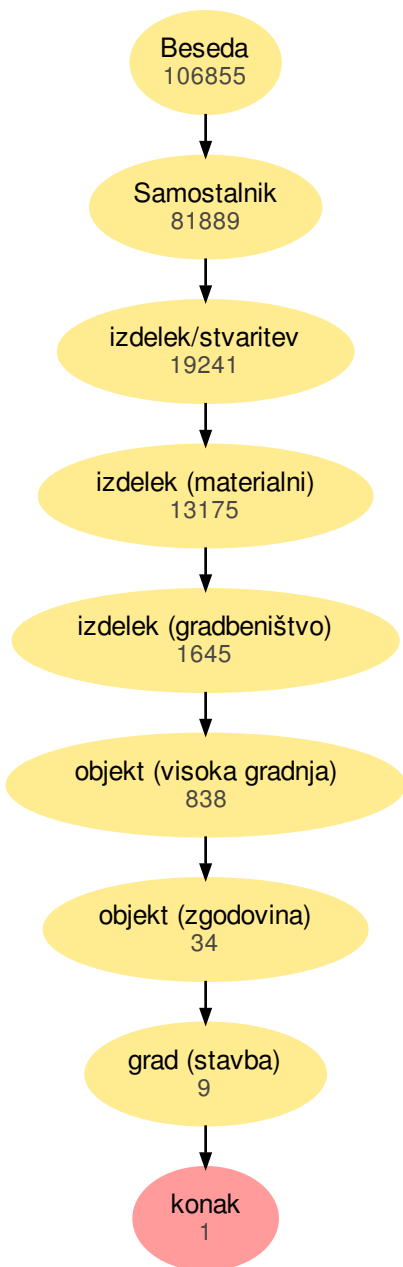 Beseda
106855
Samostalnik
81889
izdelek/stvaritev
19241
izdelek (materialni)
13175
izdelek (gradbeništvo)
1645
objekt (visoka gradnja)
838
objekt (zgodovina)
34
grad (stavba)
9
konak
1